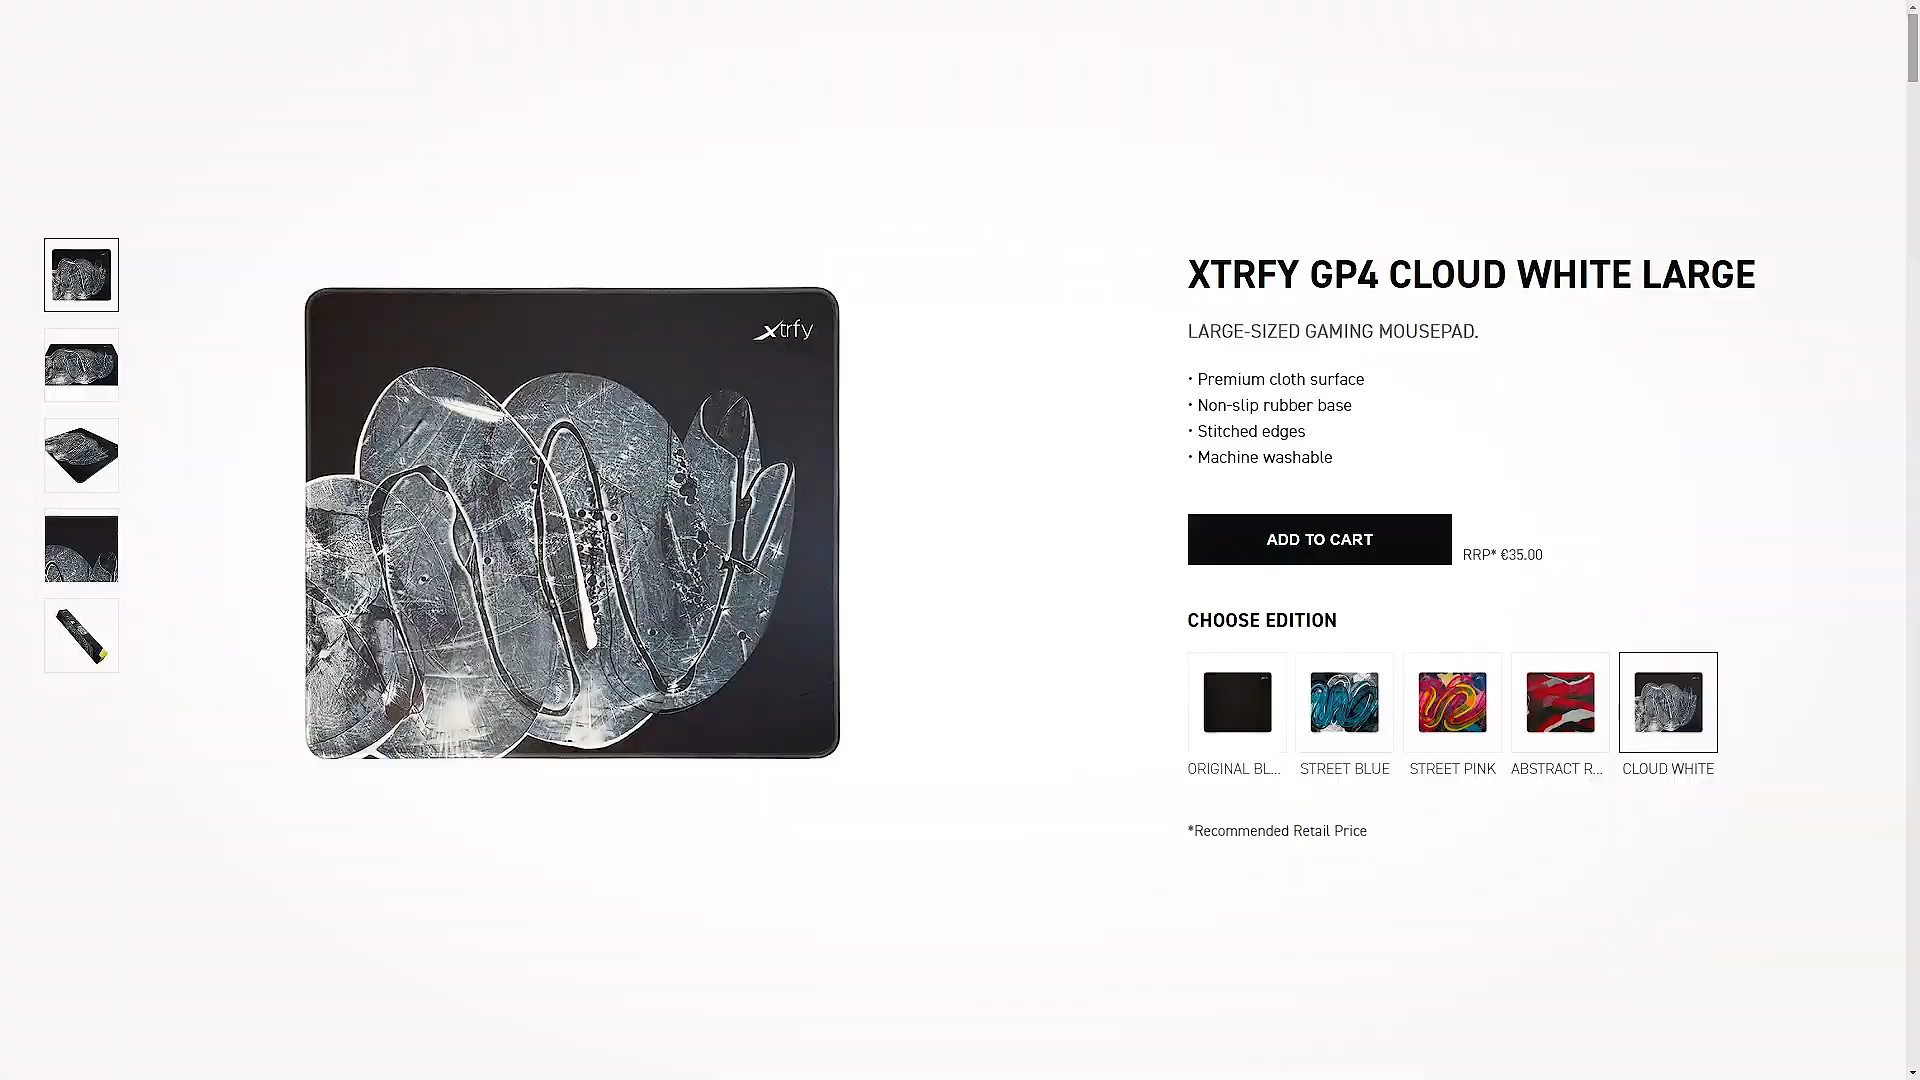 xtrfy
XTRFY GP4 CLOUD WHITE LARGE
LARGE-SIZED GAMING MOUSEPAD.
• Premium cloth surface
• Non-slip rubber base
• Stitched edges
• Machine washable
ADD TO CART
RRP* €35.00
CHOOSE EDITION
ORIGINAL BL...
STREET BLUE
STREET PINK
ABSTRACT R...
CLOUD WHITE
*Recommended Retail Price